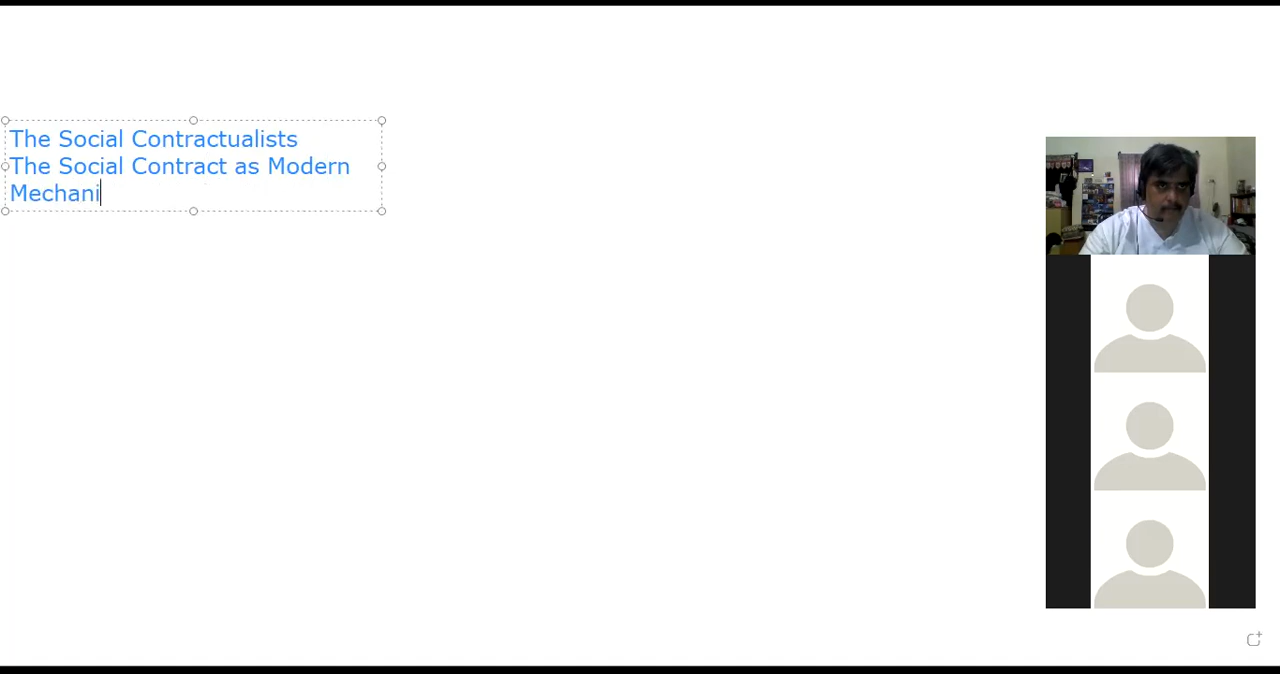 The Social Contractualists
The Social Contract as Modern
Mechani